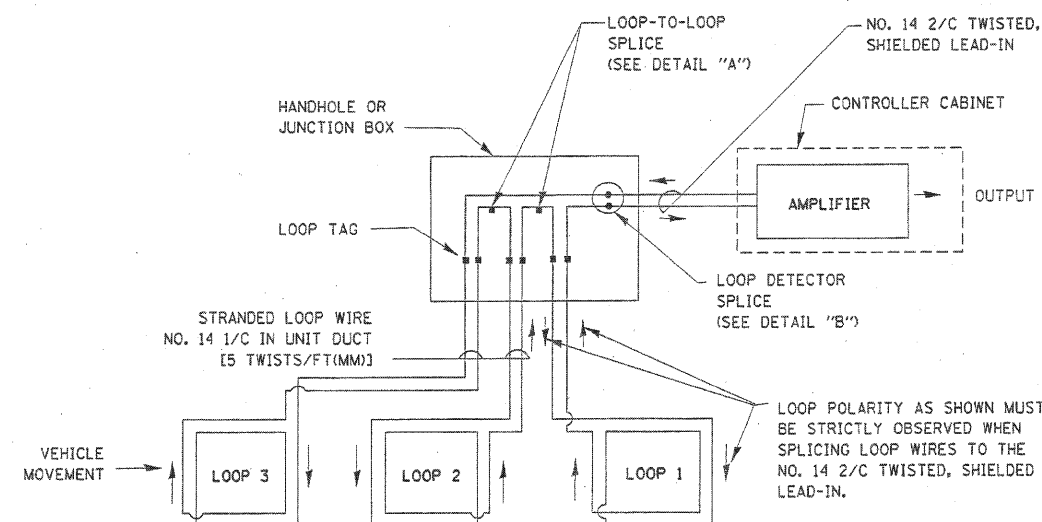 LOOP-TO-LOOP
SPLICE
(SEE DETAIL "A")
NO. 14 2/C TWISTED,
SHIELDED LEAD-IN
HANDHOLE OR
JUNCTION BOX
CONTROLLER CABINET
AMPLIFIER
OUTPUT
LOOP TAG
LOOP DETECTOR
SPLICE
(SEE DETAIL "B")
STRANDED LOOP WIRE
NO. 14 1/C IN UNIT DUCT
[5 TWISTS/FT(MM)]
LOOP POLARITY AS SHOWN MUST
BE STRICTLY OBSERVED WHEN
SPLICING LOOP WIRES TO THE
NO. 14 2/C TWISTED, SHIELDED
LEAD-IN.
VEHICLE
MOVEMENT
LOOP 3
LOOP 2
LOOP 1